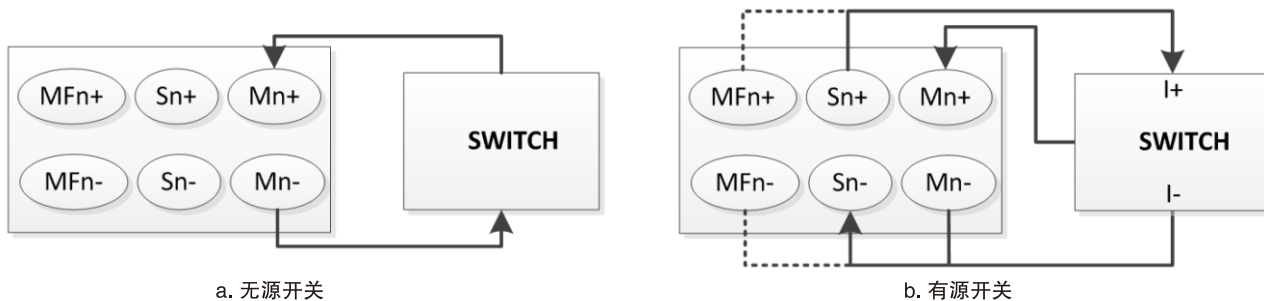 MFn+ Sn+ Mn+
SWITCH
MFn- Sn- Mn-
a. 无源开关
MFn+ Sn+ Mn+
I+
SWITCH
MFn- Sn- Mn-
I-
b. 有源开关